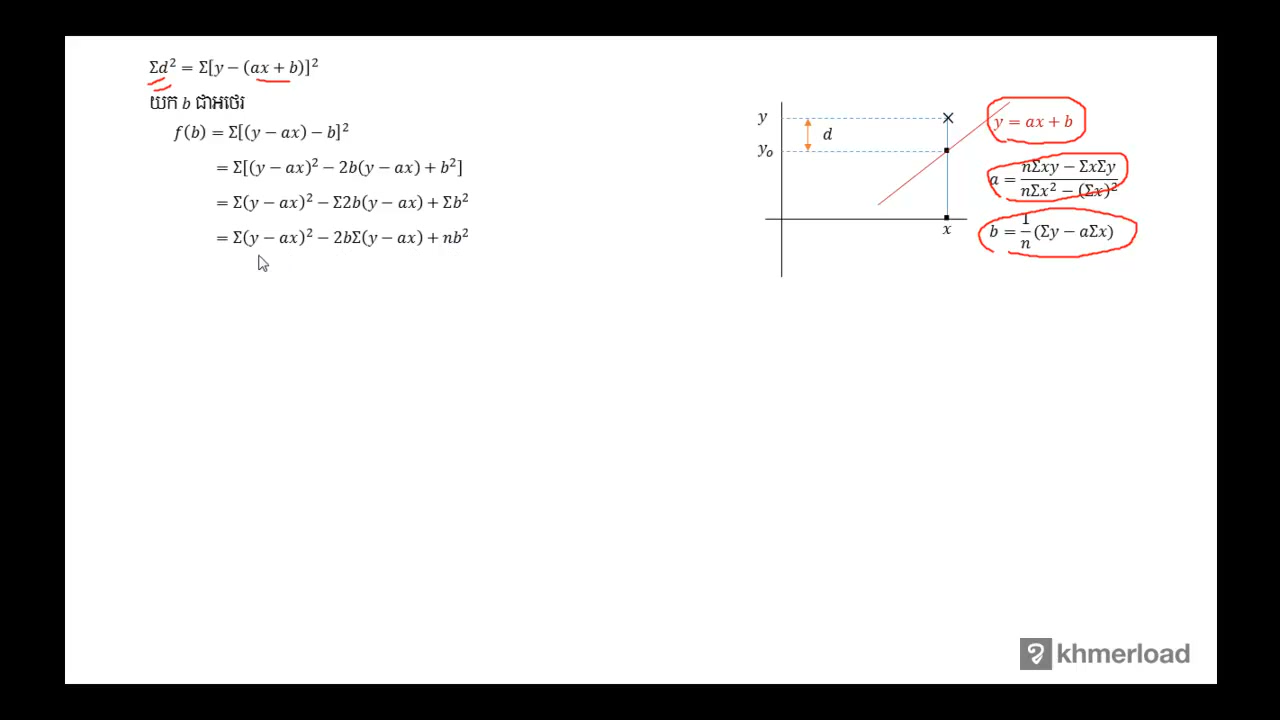 Σd² = Σ[y − (ax + b)]²
យក b ជាអថេរ
f(b) = Σ[(y − ax) − b]²
= Σ[(y − ax)² − 2b(y − ax) + b²]
= Σ(y − ax)² − Σ2b(y − ax) + Σb²
= Σ(y − ax)² − 2bΣ(y − ax) + nb²
y
d
y₀
x
y = ax + b
a = (nΣxy − ΣxΣy) / (nΣx² − (Σx)²)
b = 1/n (Σy − aΣx)
khmerload